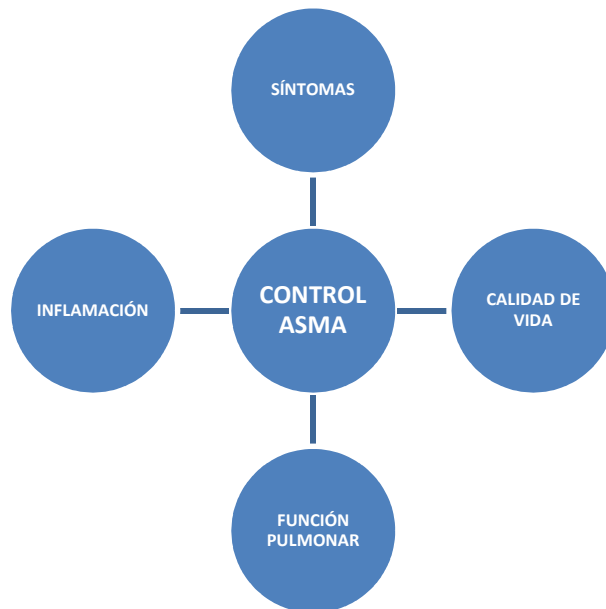 SÍNTOMAS
INFLAMACIÓN
CONTROL
ASMA
CALIDAD DE
VIDA
FUNCIÓN
PULMONAR